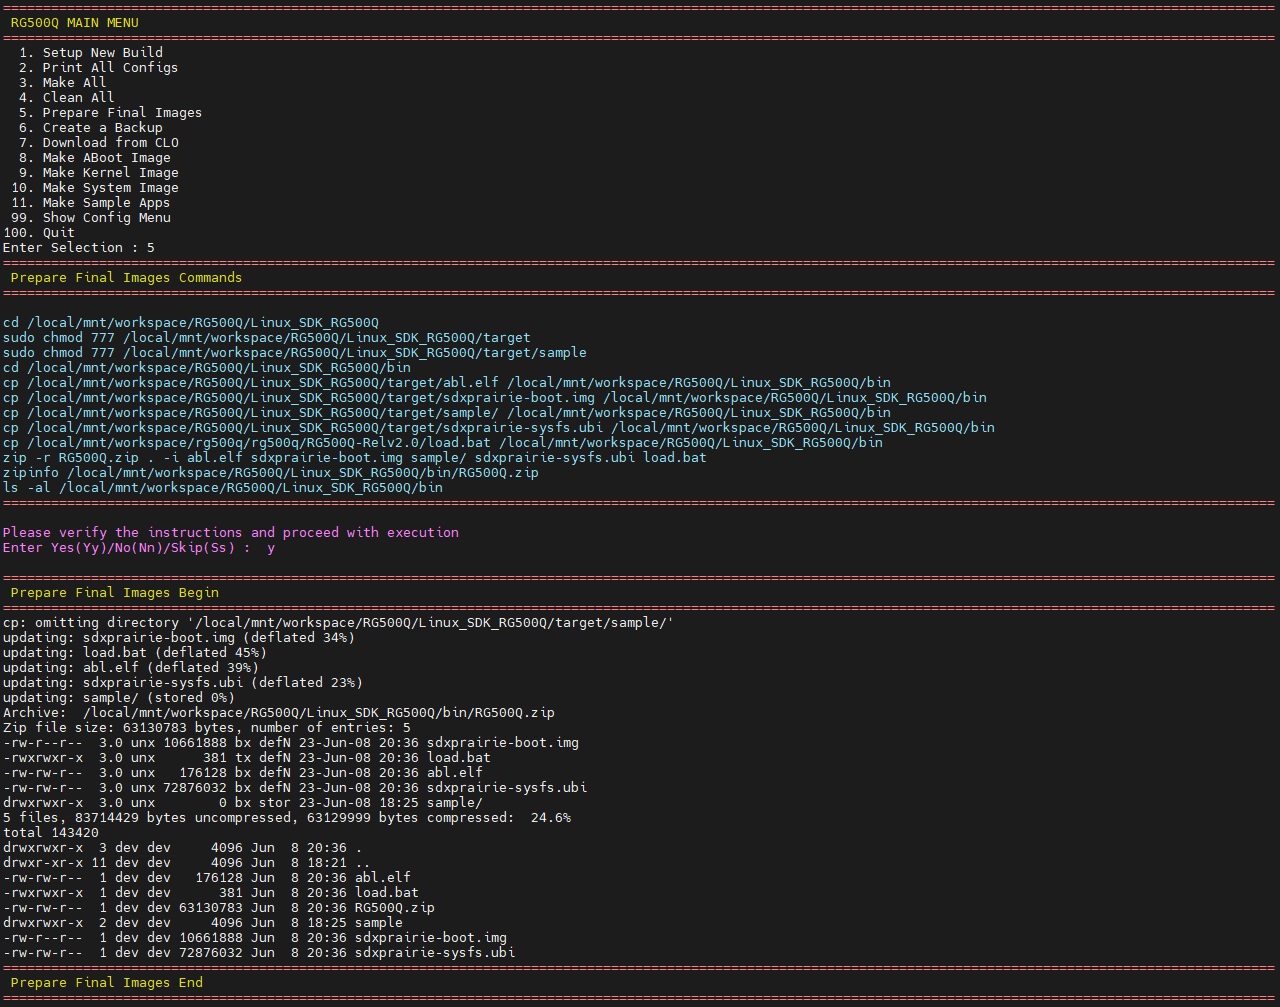 RG500Q MAIN MENU
1. Setup New Build
2. Print All Configs
3. Make All
4. Clean All
5. Prepare Final Images
6. Create a Backup
7. Download from CLO
8. Make ABoot Image
9. Make Kernel Image
10. Make System Image
11. Make Sample Apps
99. Show Config Menu
100. Quit
Enter Selection : 5
Prepare Final Images Commands
cd /local/mnt/workspace/RG500Q/Linux_SDK_RG500Q
sudo chmod 777 /local/mnt/workspace/RG500Q/Linux_SDK_RG500Q/target
sudo chmod 777 /local/mnt/workspace/RG500Q/Linux_SDK_RG500Q/target/sample
cd /local/mnt/workspace/RG500Q/Linux_SDK_RG500Q/bin
cp /local/mnt/workspace/RG500Q/Linux_SDK_RG500Q/target/abl.elf /local/mnt/workspace/RG500Q/Linux_SDK_RG500Q/bin
cp /local/mnt/workspace/RG500Q/Linux_SDK_RG500Q/target/sdxprairie-boot.img /local/mnt/workspace/RG500Q/Linux_SDK_RG500Q/bin
cp /local/mnt/workspace/RG500Q/Linux_SDK_RG500Q/target/sample/ /local/mnt/workspace/RG500Q/Linux_SDK_RG500Q/bin
cp /local/mnt/workspace/RG500Q/Linux_SDK_RG500Q/target/sdxprairie-sysfs.ubi /local/mnt/workspace/RG500Q/Linux_SDK_RG500Q/bin
cp /local/mnt/workspace/rg500q/rg500q/RG500Q-Relv2.0/load.bat /local/mnt/workspace/RG500Q/Linux_SDK_RG500Q/bin
zip -r RG500Q.zip . -i abl.elf sdxprairie-boot.img sample/ sdxprairie-sysfs.ubi load.bat
zipinfo /local/mnt/workspace/RG500Q/Linux_SDK_RG500Q/bin/RG500Q.zip
ls -al /local/mnt/workspace/RG500Q/Linux_SDK_RG500Q/bin
Please verify the instructions and proceed with execution
Enter Yes(Yy)/No(Nn)/Skip(Ss) :  y
Prepare Final Images Begin
cp: omitting directory '/local/mnt/workspace/RG500Q/Linux_SDK_RG500Q/target/sample/'
updating: sdxprairie-boot.img (deflated 34%)
updating: load.bat (deflated 45%)
updating: abl.elf (deflated 39%)
updating: sdxprairie-sysfs.ubi (deflated 23%)
updating: sample/ (stored 0%)
Archive:  /local/mnt/workspace/RG500Q/Linux_SDK_RG500Q/bin/RG500Q.zip
Zip file size: 63130783 bytes, number of entries: 5
-rw-r--r--  3.0 unx 10661888 bx defN 23-Jun-08 20:36 sdxprairie-boot.img
-rwxrwxr-x  3.0 unx      381 tx defN 23-Jun-08 20:36 load.bat
-rw-rw-r--  3.0 unx   176128 bx defN 23-Jun-08 20:36 abl.elf
-rw-rw-r--  3.0 unx 72876032 bx defN 23-Jun-08 20:36 sdxprairie-sysfs.ubi
drwxrwxr-x  3.0 unx        0 bx stor 23-Jun-08 18:25 sample/
5 files, 83714429 bytes uncompressed, 63129999 bytes compressed:  24.6%
total 143420
drwxrwxr-x  3 dev dev     4096 Jun  8 20:36 .
drwxr-xr-x 11 dev dev     4096 Jun  8 18:21 ..
-rw-rw-r--  1 dev dev   176128 Jun  8 20:36 abl.elf
-rwxrwxr-x  1 dev dev      381 Jun  8 20:36 load.bat
-rw-rw-r--  1 dev dev 63130783 Jun  8 20:36 RG500Q.zip
drwxrwxr-x  2 dev dev     4096 Jun  8 18:25 sample
-rw-r--r--  1 dev dev 10661888 Jun  8 20:36 sdxprairie-boot.img
-rw-rw-r--  1 dev dev 72876032 Jun  8 20:36 sdxprairie-sysfs.ubi
Prepare Final Images End